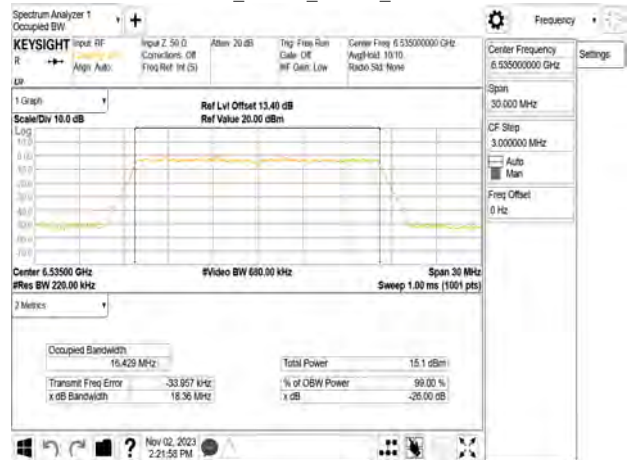 Spectrum Analyzer 1
Occupied BW
Frequency
KEYSIGHT
Input: RF
Input Z: 50 Ω
Atten: 20 dB
Trig: Free Run
Center Freq: 6.535000000 GHz
R
Corrections: Off
Gate: Off
Avg|Hold: 10/10
Align: Auto
Freq Ref: Int (S)
#IF Gain: Low
Radio Std: None
Center Frequency
6.535000000 GHz
Settings
Span
30.000 MHz
CF Step
3.000000 MHz
Auto
Man
Freq Offset
0 Hz
1 Graph
Scale/Div 10.0 dB
Ref Lvl Offset 13.40 dB
Ref Value 20.00 dBm
Log
Center 6.53500 GHz
#Video BW 680.00 kHz
Span 30 MHz
#Res BW 220.00 kHz
Sweep 1.00 ms (1001 pts)
2 Metrics
Occupied Bandwidth
16.429 MHz
Total Power
15.1 dBm
Transmit Freq Error
-33.957 kHz
% of OBW Power
99.00 %
x dB Bandwidth
18.36 MHz
x dB
-26.00 dB
?
Nov 02, 2023
2:21:58 PM